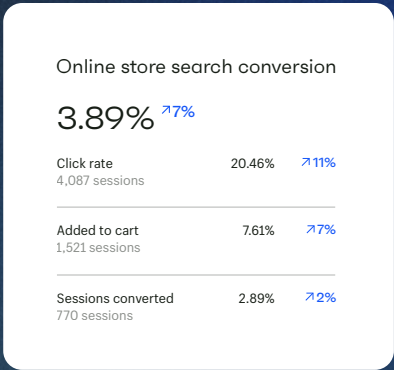 Online store search conversion
3.89% ↗7%
Click rate 20.46% ↗11%
4,087 sessions
Added to cart 7.61% ↗7%
1,521 sessions
Sessions converted 2.89% ↗2%
770 sessions